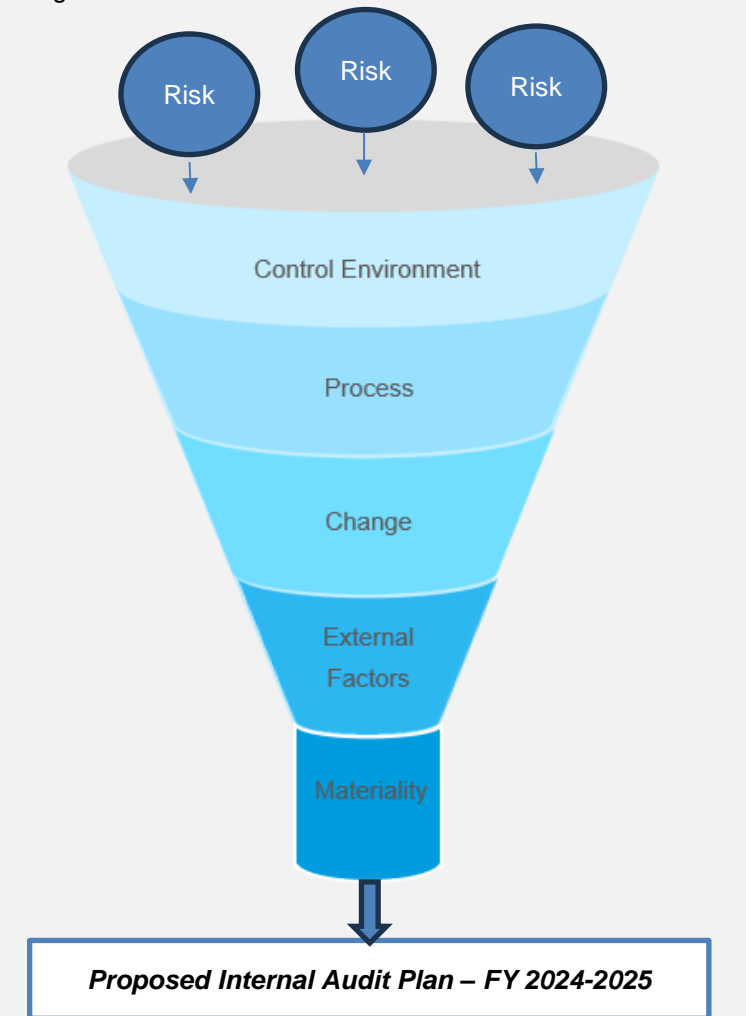 Risk
Risk
Risk
Control Environment
Process
Change
External
Factors
Materiality
Proposed Internal Audit Plan – FY 2024-2025